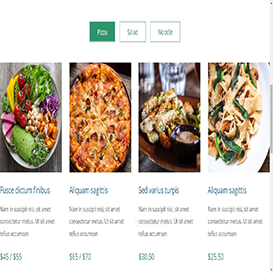 Pizza
Salad
Noodle
Fusce dictum finibus
Nam in suscipit nisi, sit amet
consectetur metus. Ut sit amet
tellus accumsan
$45 / $55
Aliquam sagittis
Nam in suscipit nisi, sit amet
consectetur metus. Ut sit amet
tellus accumsan
$65 / $70
Sed varius turpis
Nam in suscipit nisi, sit amet
consectetur metus. Ut sit amet
tellus accumsan
$30.50
Aliquam sagittis
Nam in suscipit nisi, sit amet
consectetur metus. Ut sit amet
tellus accumsan
$25.50